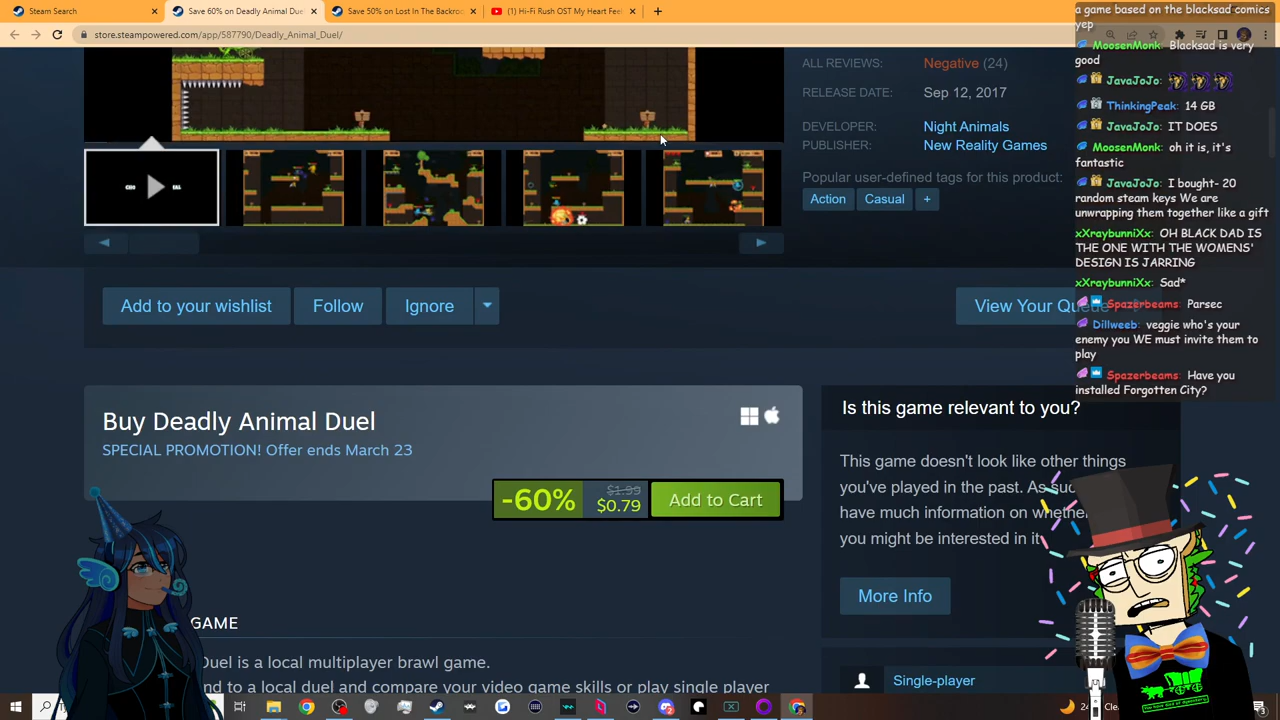 Steam Search
Save 60% on Deadly Animal Due
Save 50% on Lost In The Backroo
(1) Hi-Fi Rush OST My Heart Feel
store.steampowered.com/app/587790/Deadly_Animal_Duel/
ALL REVIEWS: Negative (24)
RELEASE DATE: Sep 12, 2017
DEVELOPER: Night Animals
PUBLISHER: New Reality Games
Popular user-defined tags for this product:
Action Casual +
Add to your wishlist Follow Ignore
View Your Queue
Buy Deadly Animal Duel
SPECIAL PROMOTION! Offer ends March 23
-60% $1.99 $0.79 Add to Cart
Is this game relevant to you?
This game doesn't look like other things
you've played in the past. As suc
have much information on wheth
you might be interested in it
More Info
Single-player
GAME
Duel is a local multiplayer brawl game.
nd to a local duel and compare your video game skills or play single player
a game based on the blacksad comics
yep
MoosenMonk: Blacksad is very
good
JavaJoJo:
ThinkingPeak: 14 GB
JavaJoJo: IT DOES
MoosenMonk: oh it is, it's
fantastic
JavaJoJo: I bought- 20
random steam keys We are
unwrapping them together like a gift
xXraybunniXx: OH BLACK DAD IS
THE ONE WITH THE WOMENS'
DESIGN IS JARRING
xXraybunniXx: Sad*
Spazerbeams: Parsec
Dillweeb: veggie who's your
enemy you WE must invite them to
play
Spazerbeams: Have you
installed Forgotten City?